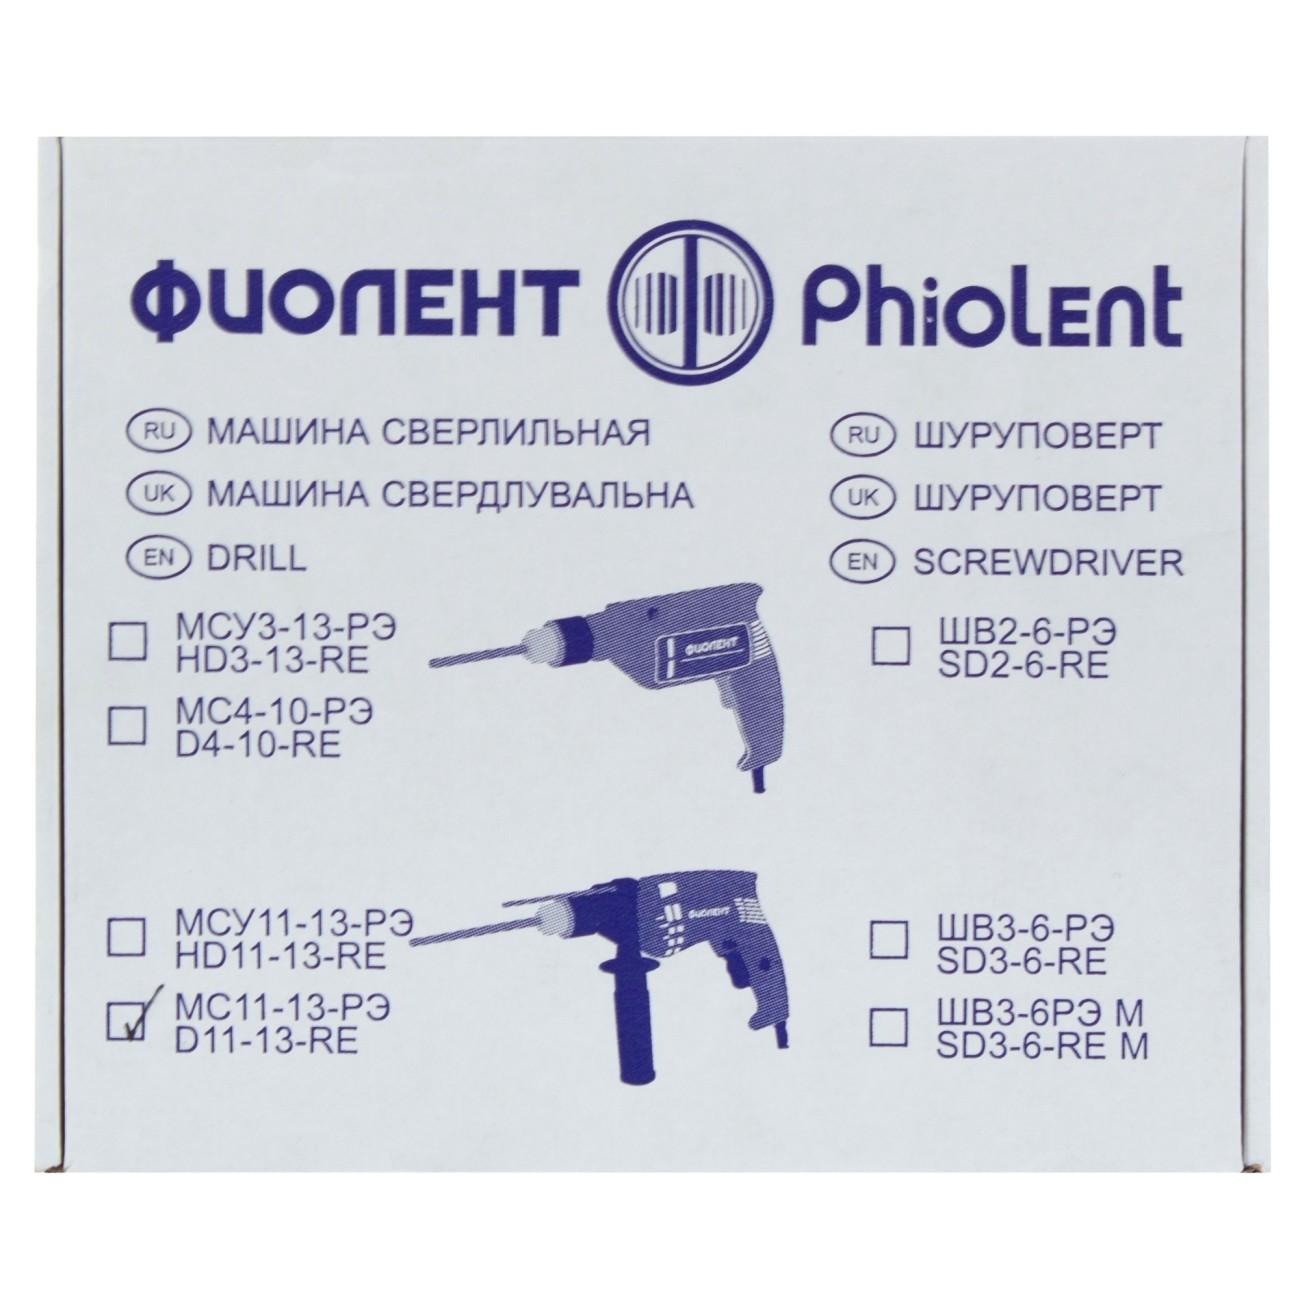 ФИОЛЕНТ Phiolent
RU МАШИНА СВЕРЛИЛЬНАЯ
UK МАШИНА СВЕРДЛУВАЛЬНА
EN DRILL
RU ШУРУПОВЕРТ
UK ШУРУПОВЕРТ
EN SCREWDRIVER
МСУ3-13-РЭ
HD3-13-RE
МС4-10-РЭ
D4-10-RE
ФИОЛЕНТ
ШВ2-6-РЭ
SD2-6-RE
МСУ11-13-РЭ
HD11-13-RE
МС11-13-РЭ
D11-13-RE
ФИОЛЕНТ
ШВ3-6-РЭ
SD3-6-RE
ШВ3-6РЭ М
SD3-6-RE M